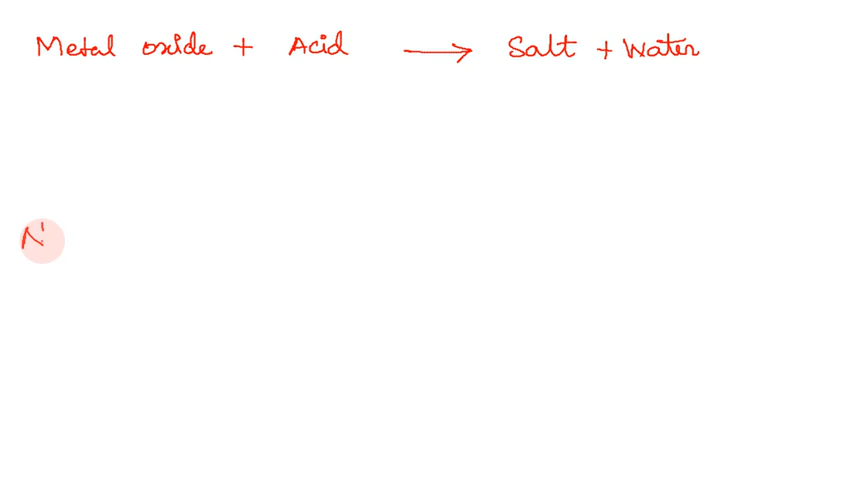 Metal oxide + Acid → Salt + Water
N